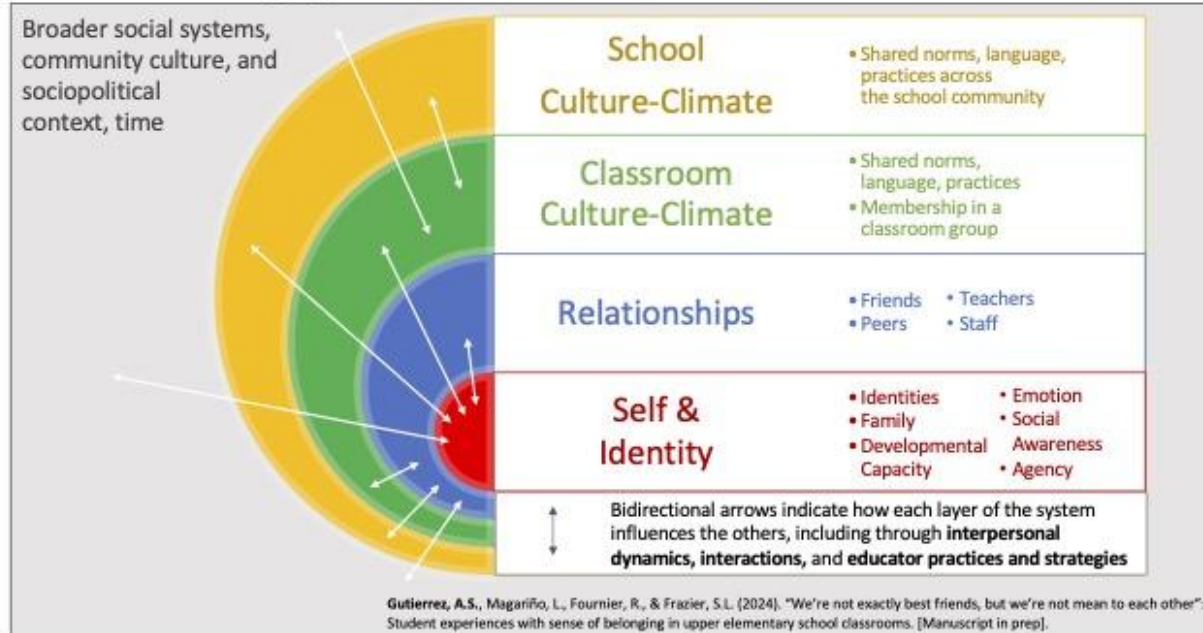 Broader social systems,
community culture, and
sociopolitical
context, time
School
Culture-Climate
• Shared norms, language,
practices across
the school community
Classroom
Culture-Climate
• Shared norms,
language, practices
• Membership in a
classroom group
Relationships
• Friends
• Peers
• Teachers
• Staff
Self &
Identity
• Identities
• Family
• Developmental
Capacity
• Emotion
• Social
Awareness
• Agency
Bidirectional arrows indicate how each layer of the system
influences the others, including through interpersonal
dynamics, interactions, and educator practices and strategies
Gutierrez, A.S., Magariño, L., Fournier, R., & Frazier, S.L. (2024). "We're not exactly best friends, but we're not mean to each other":
Student experiences with sense of belonging in upper elementary school classrooms. [Manuscript in prep].